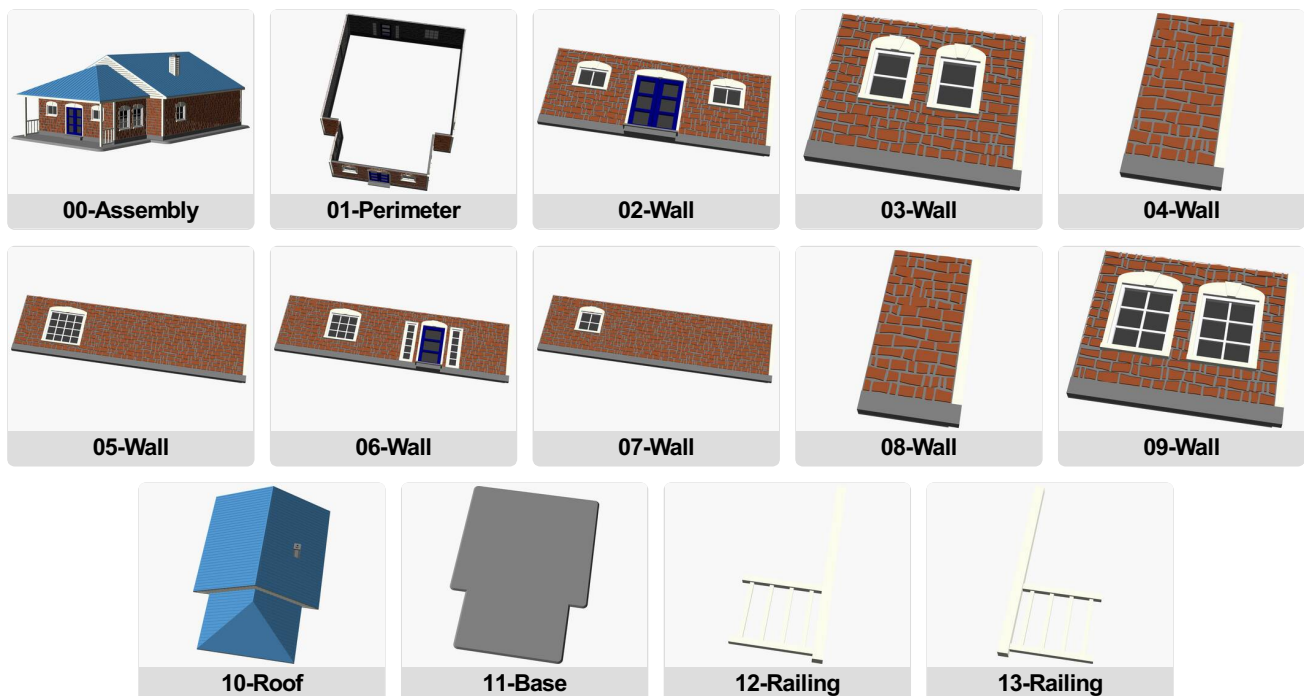 00-Assembly
01-Perimeter
02-Wall
03-Wall
04-Wall
05-Wall
06-Wall
07-Wall
08-Wall
09-Wall
10-Roof
11-Base
12-Railing
13-Railing